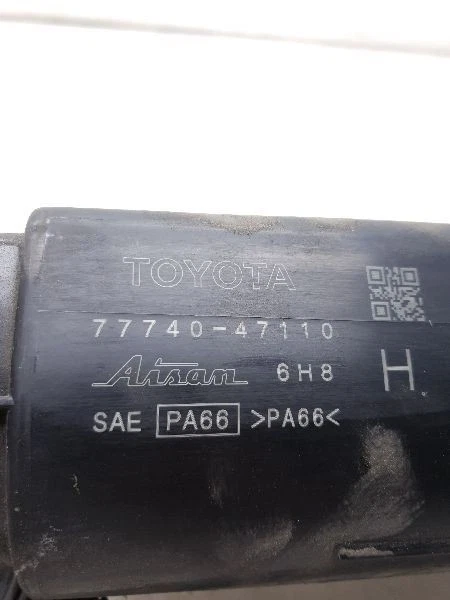 TOYOTA
77740-47110
Aisan 6H8 H
SAE PA66 >PA66<